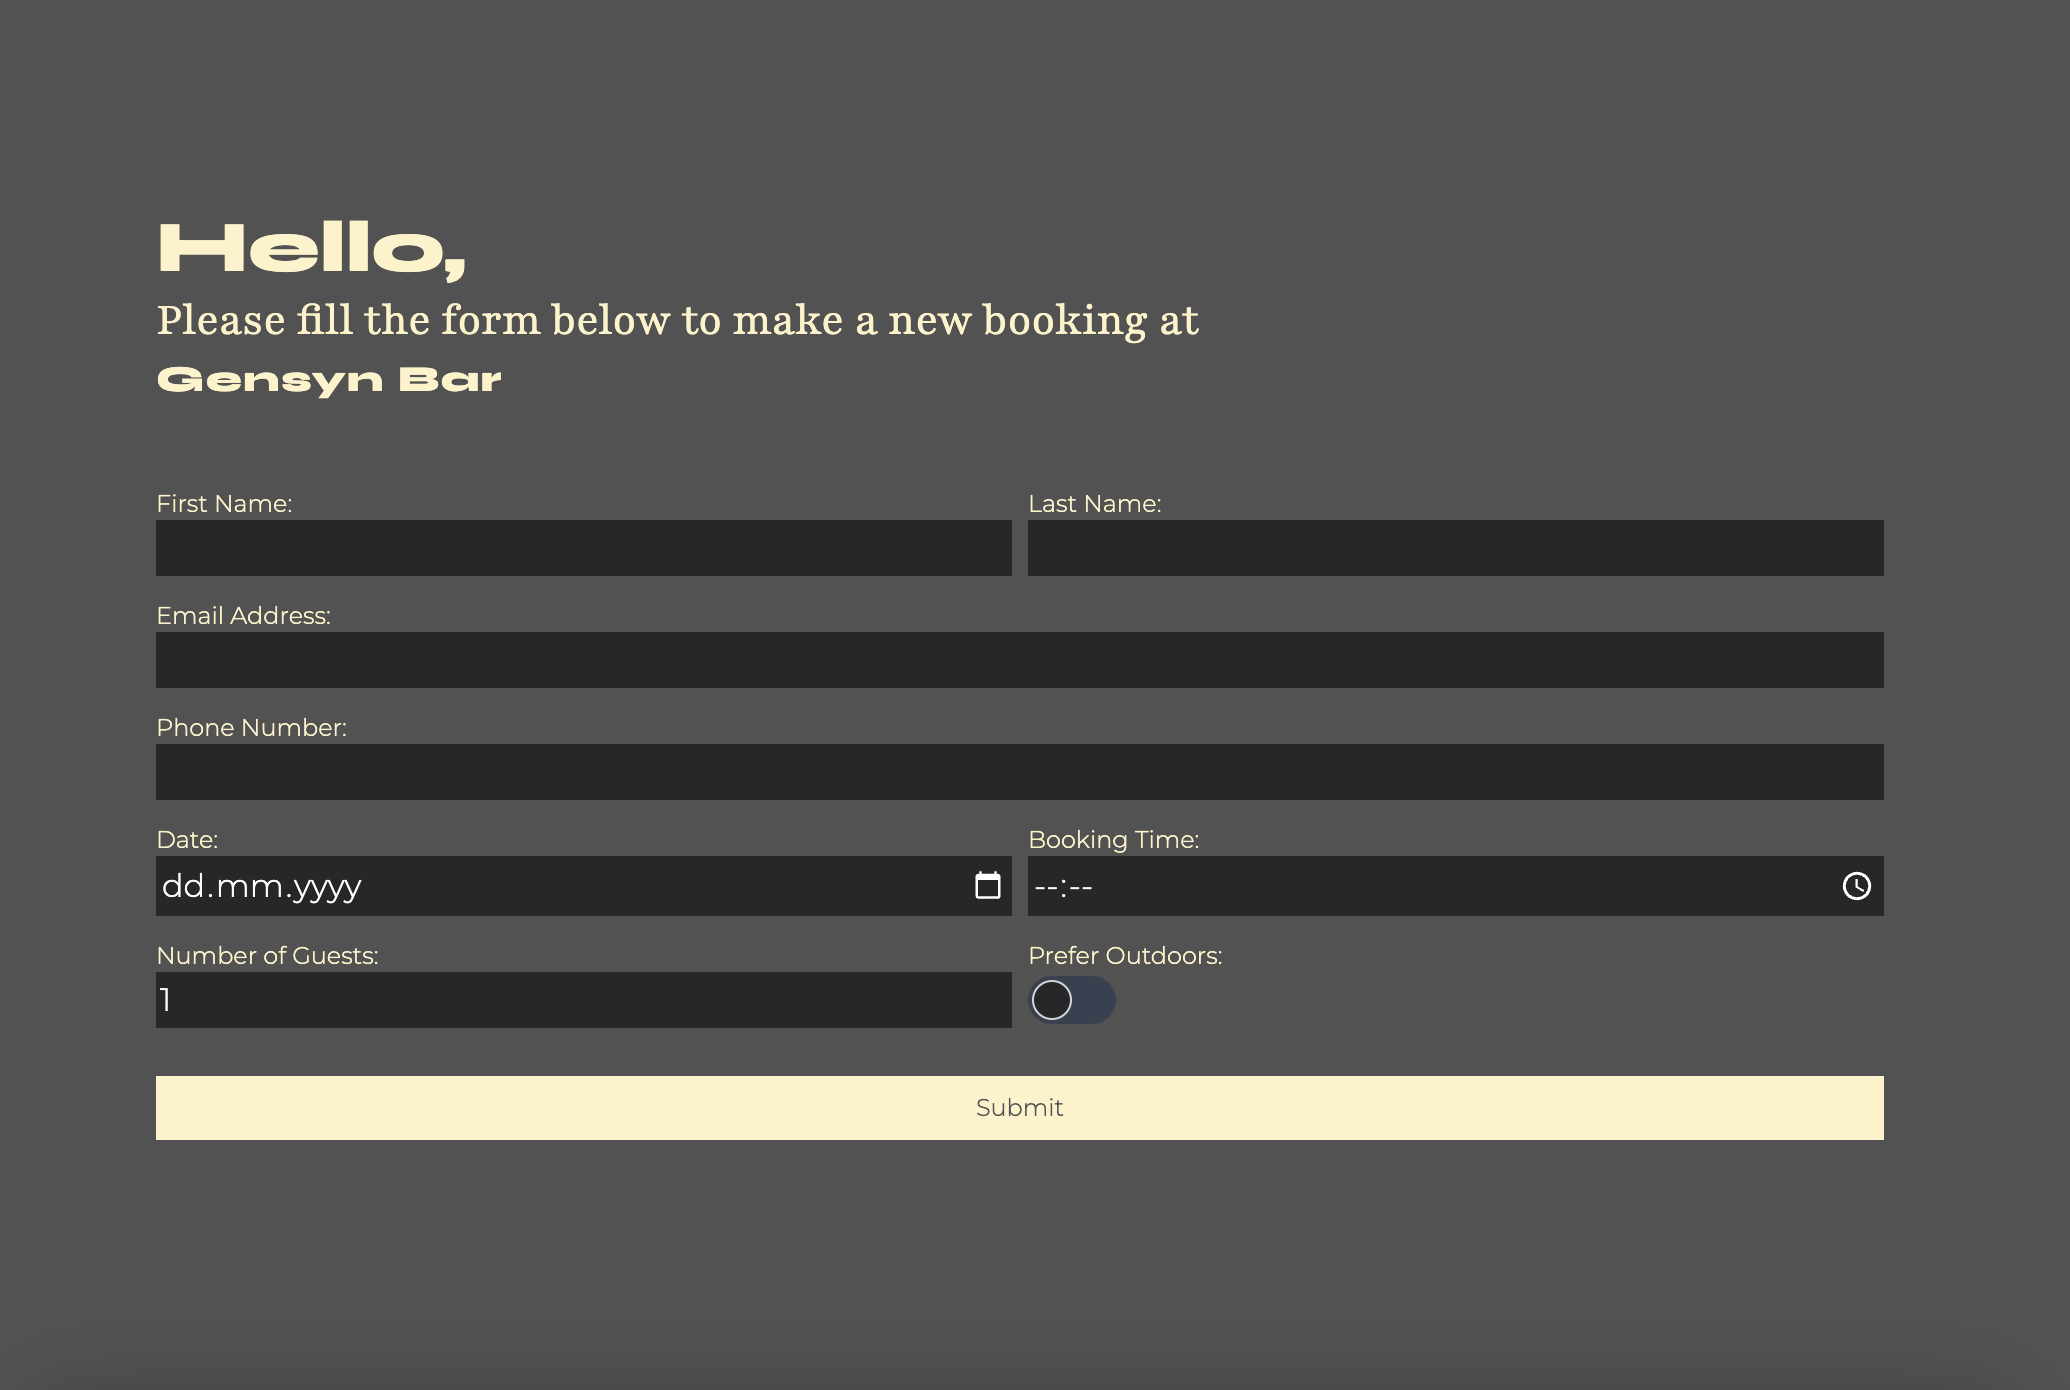 Hello,
Please fill the form below to make a new booking at
Gensyn Bar
First Name:
Last Name:
Email Address:
Phone Number:
Date:
Booking Time:
dd.mm.yyyy
--:--
Number of Guests:
Prefer Outdoors:
1
Submit